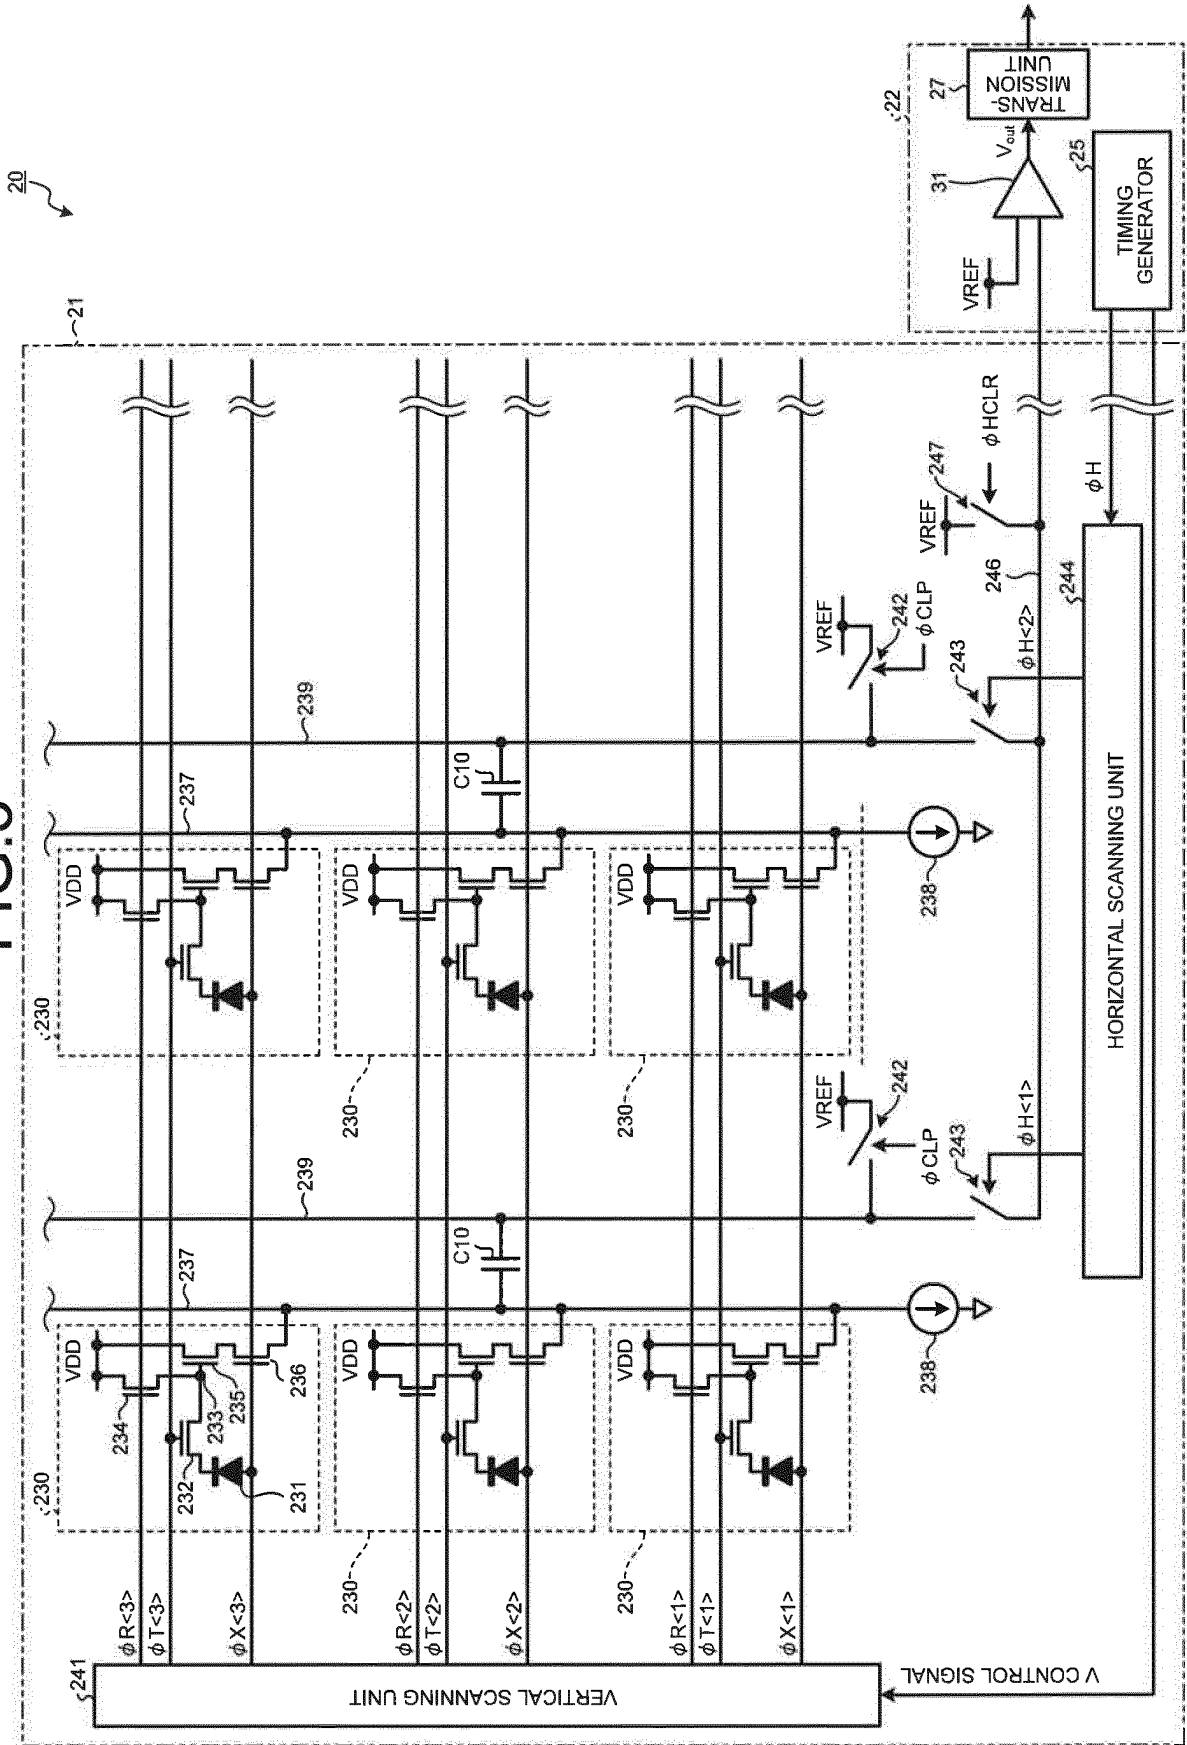 20
21
22
TRANS-
MISSION
UNIT
27
Vout
31
VREF
25
TIMING
GENERATOR
230
VDD
234
232
233
235
236
231
237
239
230
VDD
237
239
φR<3>
φT<3>
φX<3>
230
VDD
C10
230
VDD
C10
φR<2>
φT<2>
φX<2>
230
VDD
230
VDD
φR<1>
φT<1>
φX<1>
241
VERTICAL SCANNING UNIT
V CONTROL SIGNAL
238
VREF
242
φCLP
243
φH<1>
238
VREF
242
φCLP
243
φH<2>
VREF
247
φHCLR
246
φH
244
HORIZONTAL SCANNING UNIT